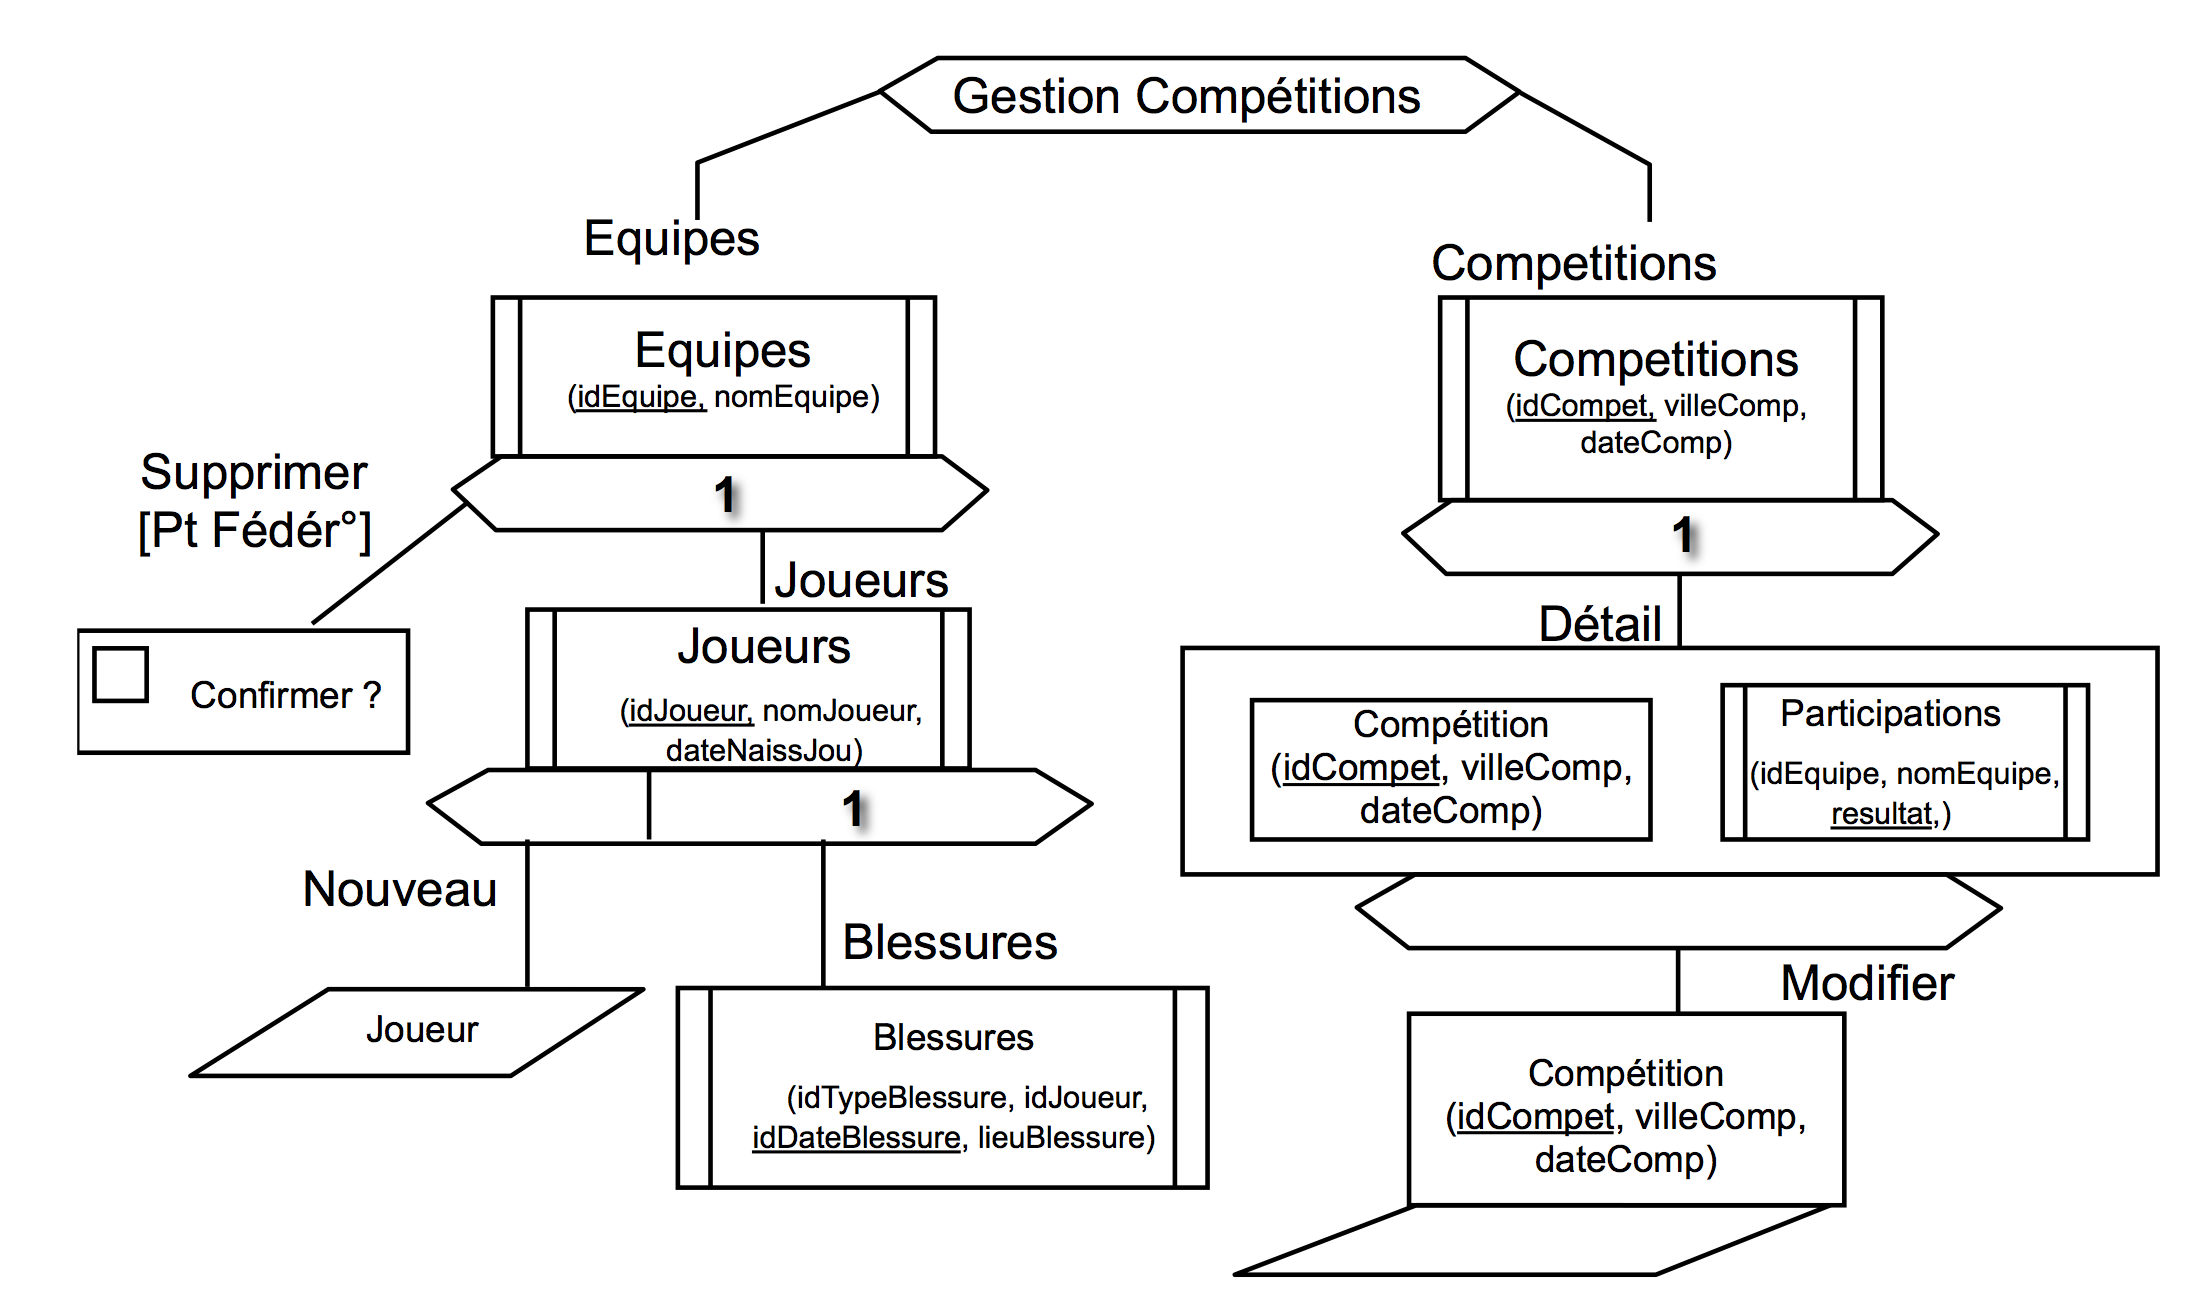 Gestion Compétitions
Equipes
Competitions
Equipes
(idEquipe, nomEquipe)
Competitions
(idCompet, villeComp,
dateComp)
Supprimer
[Pt Fédér°]
1
1
Joueurs
Détail
Confirmer ?
Joueurs
(idJoueur, nomJoueur,
dateNaissJou)
1
Compétition
(idCompet, villeComp,
dateComp)
Participations
(idEquipe, nomEquipe,
resultat,)
Nouveau
Blessures
Modifier
Joueur
Blessures
(idTypeBlessure, idJoueur,
idDateBlessure, lieuBlessure)
Compétition
(idCompet, villeComp,
dateComp)